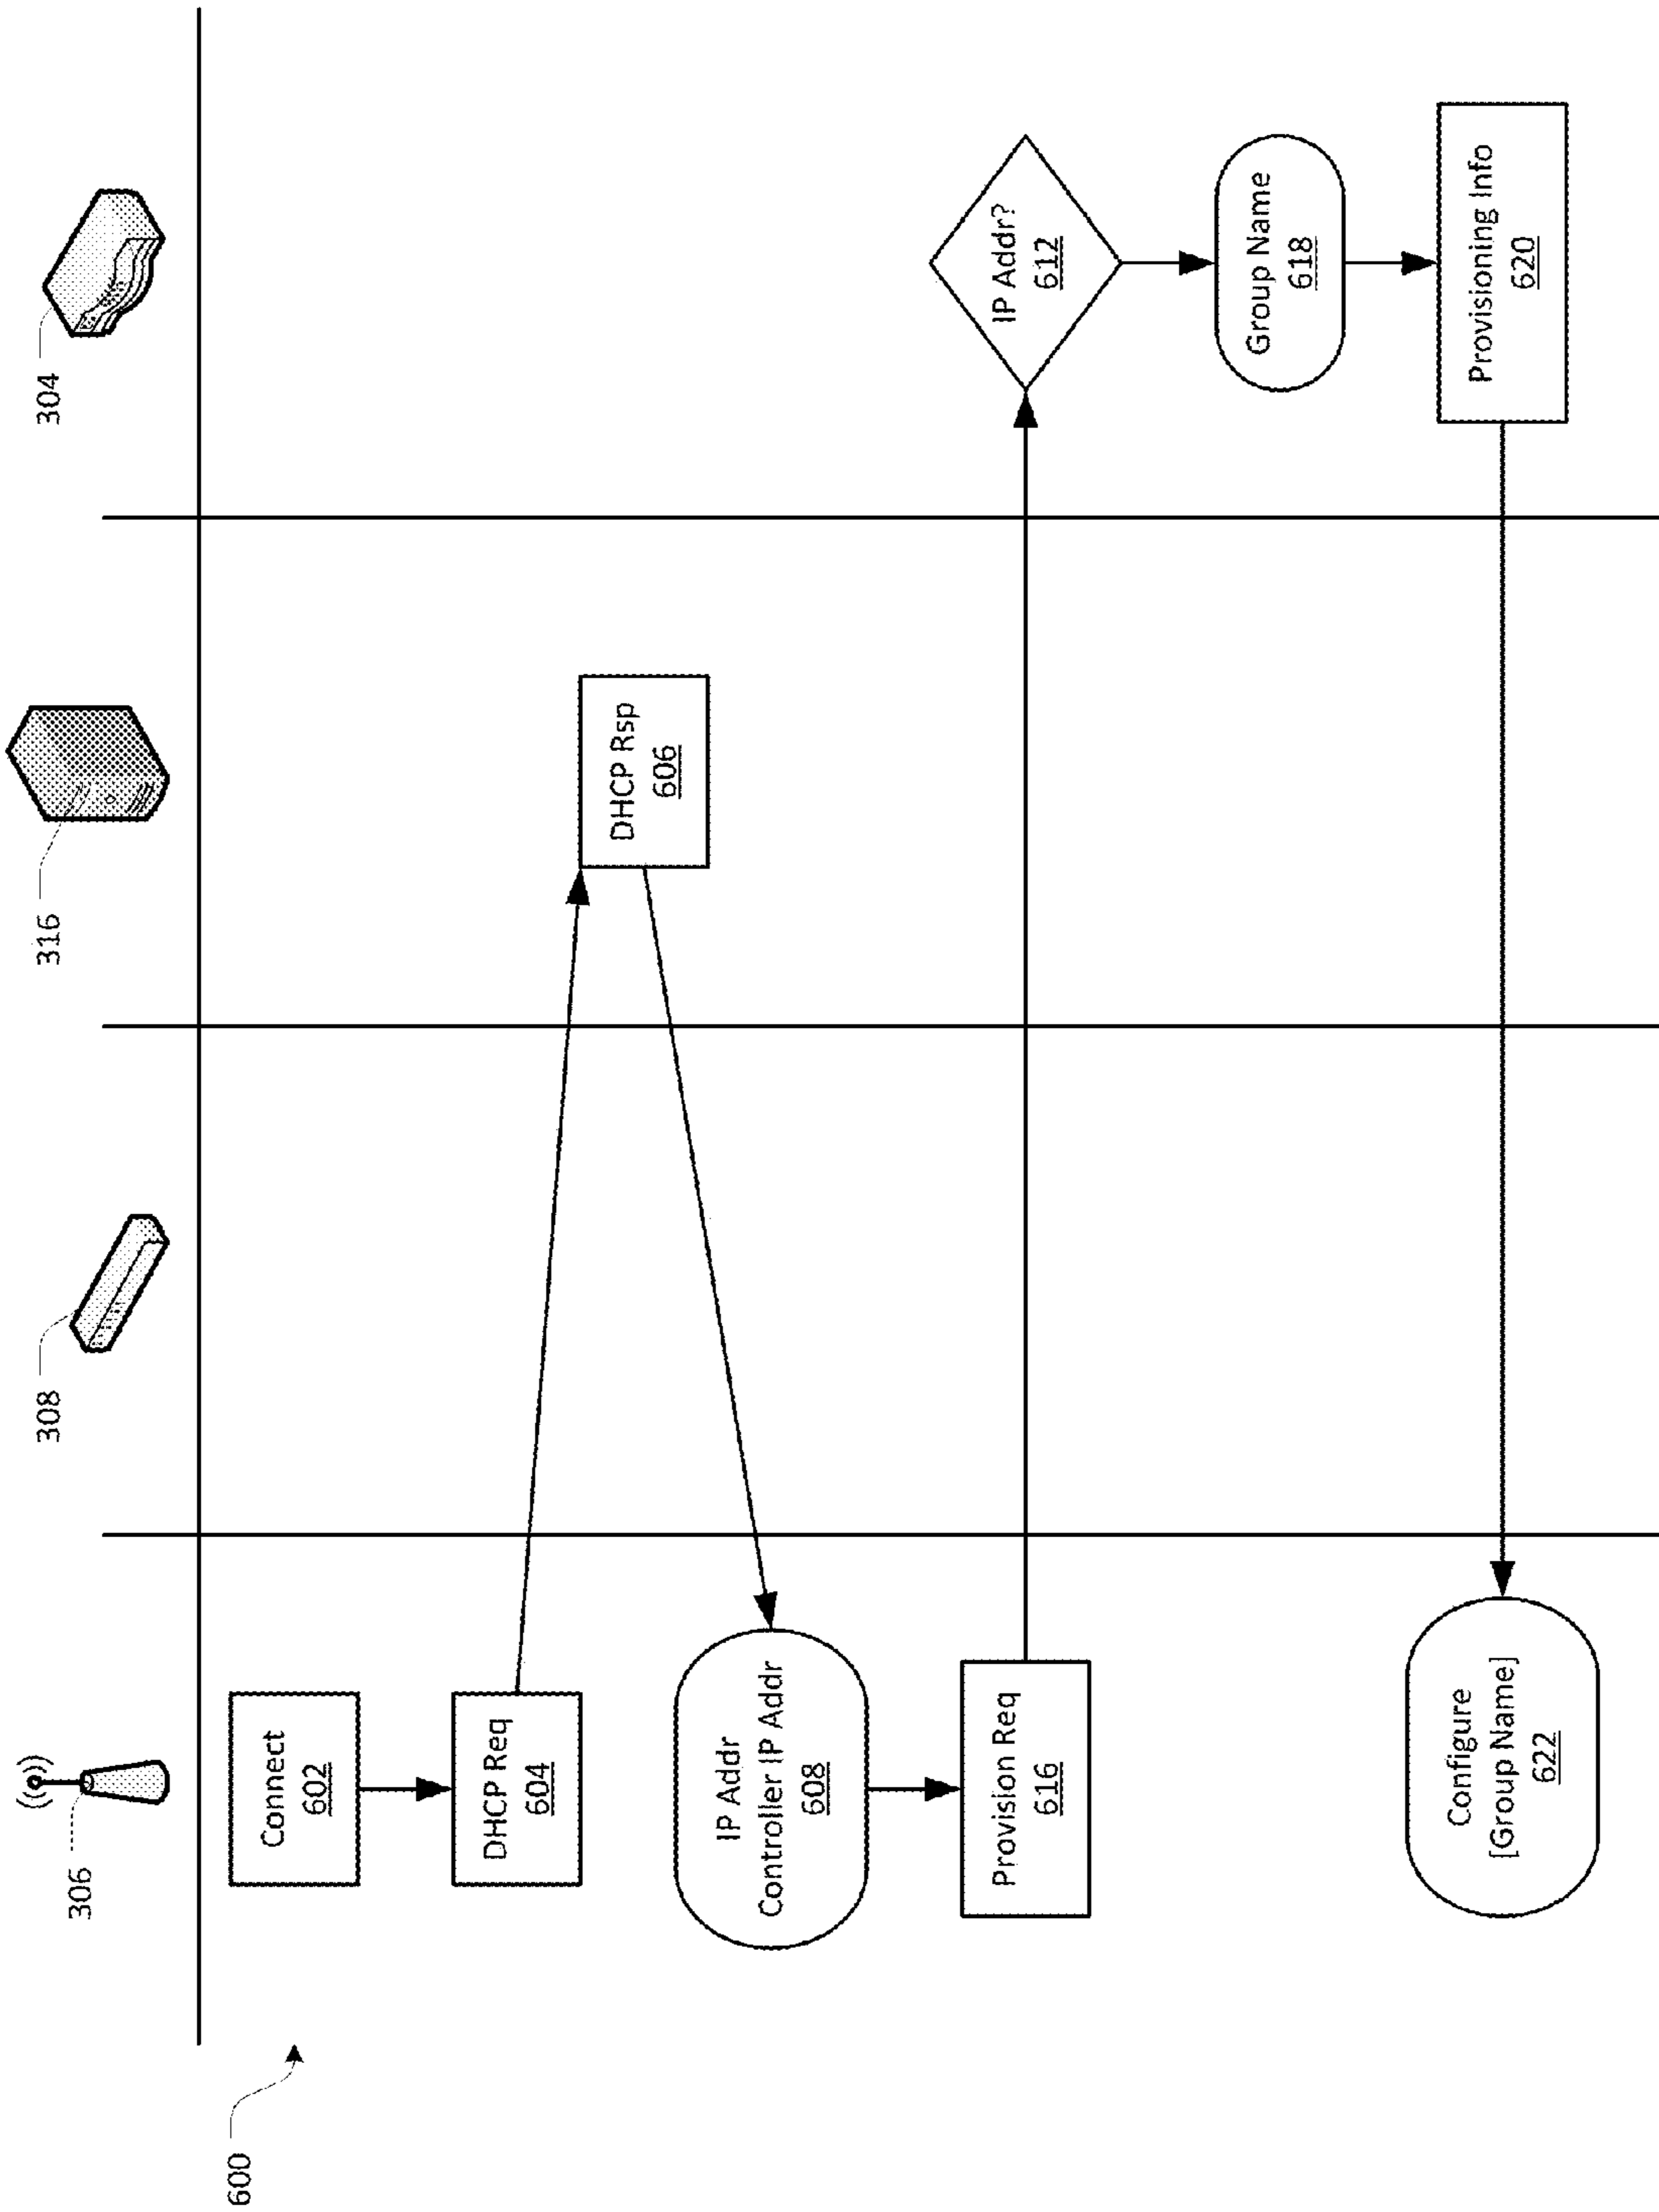 306
308
316
304
600
Connect
602
DHCP Req
604
DHCP Rsp
606
IP Addr
Controller IP Addr
608
Provision Req
616
IP Addr?
612
Group Name
618
Provisioning Info
620
Configure
[Group Name]
622